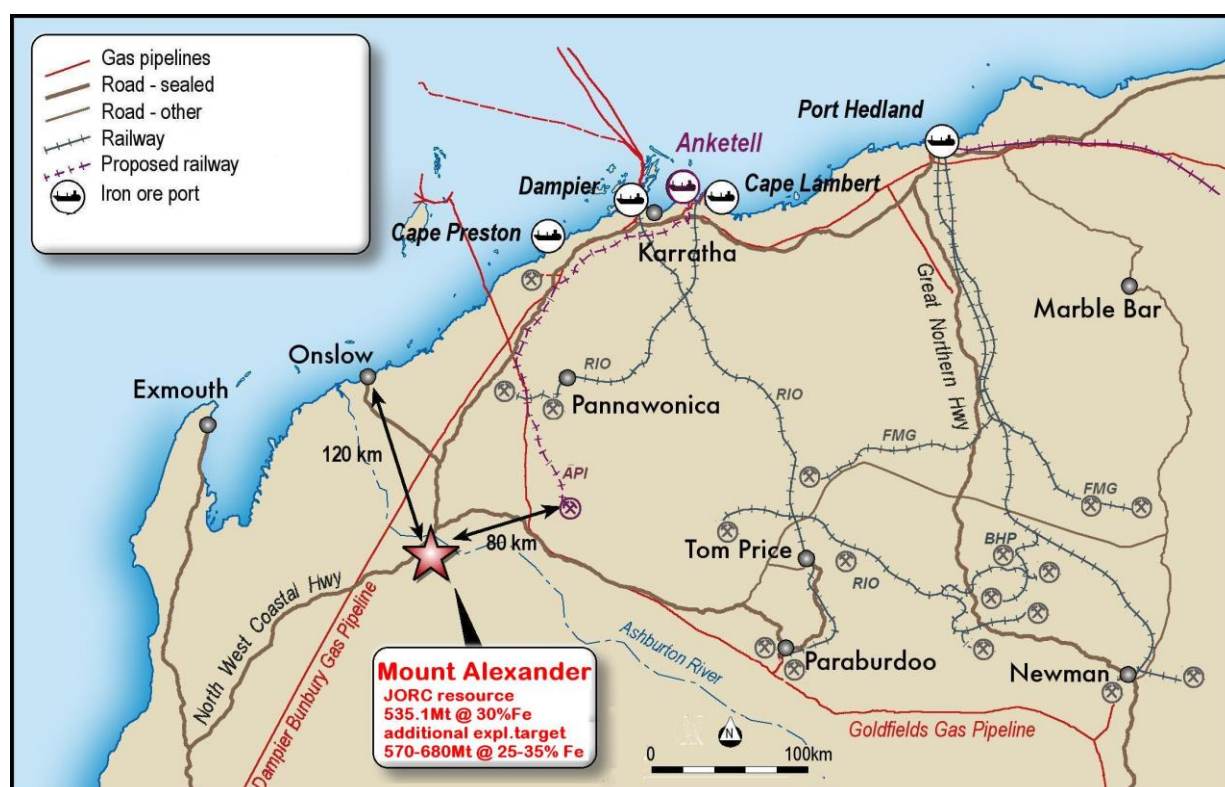 Gas pipelines
Road - sealed
Road - other
Railway
Proposed railway
Iron ore port
Port Hedland
Anketell
Dampier
Cape Lambert
Cape Preston
Karratha
Marble Bar
Great Northern Hwy
Onslow
Exmouth
RIO
Pannawonica
RIO
120 km
FMG
API
FMG
80 km
Tom Price
BHP
RIO
North West Coastal Hwy
Dampier Bunbury Gas Pipeline
Ashburton River
Mount Alexander
JORC resource
535.1Mt @ 30%Fe
additional expl.target
570-680Mt @ 25-35% Fe
Paraburdoo
Newman
Goldfields Gas Pipeline
N
0 100km